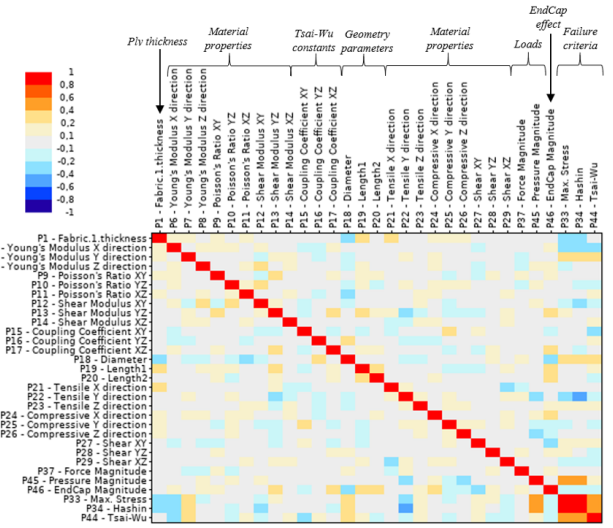 EndCap
effect
Ply thickness
Material
properties
Tsai-Wu
constants
Geometry
parameters
Material
properties
Loads
Failure
criteria
1
0.8
0.6
0.4
0.2
0.1
-0.2
-0.4
-0.6
-0.8
-1
P1 - Fabric.1.thickness
P6 - Young's Modulus X direction
P7 - Young's Modulus Y direction
P8 - Young's Modulus Z direction
P9 - Poisson's Ratio XY
P10 - Poisson's Ratio YZ
P11 - Poisson's Ratio XZ
P12 - Shear Modulus XY
P13 - Shear Modulus YZ
P14 - Shear Modulus XZ
P15 - Coupling Coefficient XY
P16 - Coupling Coefficient YZ
P17 - Coupling Coefficient XZ
P18 - Diameter
P19 - Length1
P20 - Length2
P21 - Tensile X direction
P22 - Tensile Y direction
P23 - Tensile Z direction
P24 - Compressive X direction
P25 - Compressive Y direction
P26 - Compressive Z direction
P27 - Shear XY
P28 - Shear YZ
P29 - Shear XZ
P37 - Force Magnitude
P45 - Pressure Magnitude
P46 - EndCap Magnitude
P33 - Max. Stress
P34 - Hashin
P44 - Tsai-Wu
P1 - Fabric.1.thickness
- Young's Modulus X direction
- Young's Modulus Y direction
- Young's Modulus Z direction
P9 - Poisson's Ratio XY
P10 - Poisson's Ratio YZ
P11 - Poisson's Ratio XZ
P12 - Shear Modulus XY
P13 - Shear Modulus YZ
P14 - Shear Modulus XZ
P15 - Coupling Coefficient XY
P16 - Coupling Coefficient YZ
P17 - Coupling Coefficient XZ
P18 - Diameter
P19 - Length1
P20 - Length2
P21 - Tensile X direction
P22 - Tensile Y direction
P23 - Tensile Z direction
P24 - Compressive X direction
P25 - Compressive Y direction
P26 - Compressive Z direction
P27 - Shear XY
P28 - Shear YZ
P29 - Shear XZ
P37 - Force Magnitude
P45 - Pressure Magnitude
P46 - EndCap Magnitude
P33 - Max. Stress
P34 - Hashin
P44 - Tsai-Wu